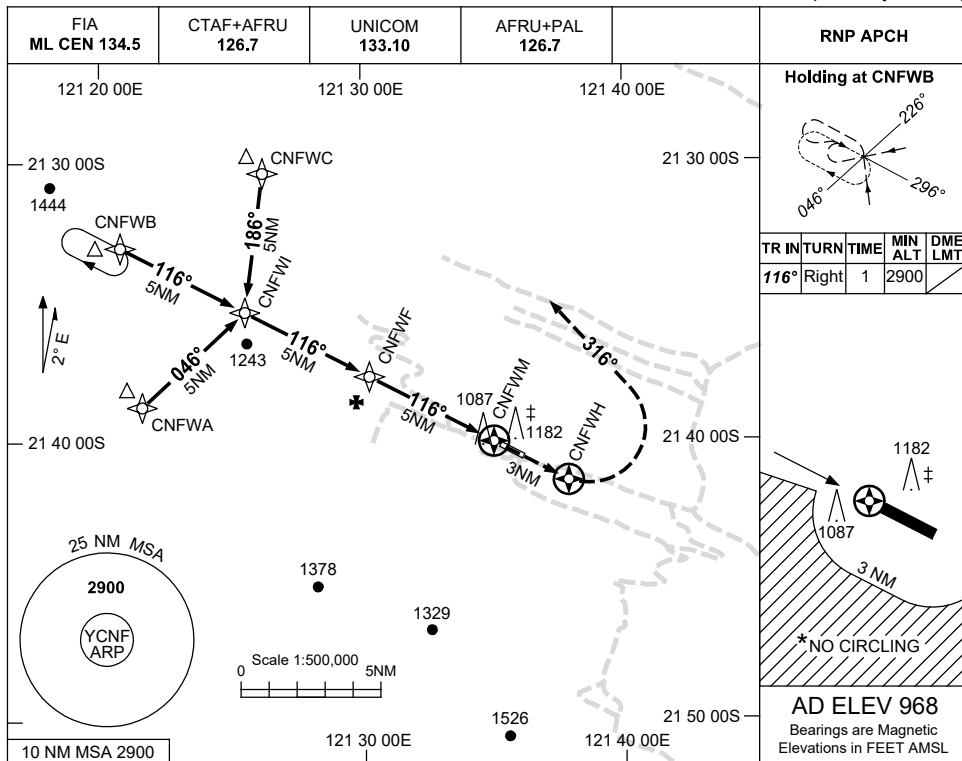 FIA
ML CEN 134.5
CTAF+AFRU
126.7
UNICOM
133.10
AFRU+PAL
126.7
RNP APCH
121 20 00E
121 30 00E
121 40 00E
Holding at CNFWB
226°
296°
046°
TR IN TURN TIME MIN ALT DME LMT
116° Right 1 2900
21 30 00S
21 30 00S
1444
CNFWC
CNFWB
186°
5NM
116°
5NM
CNFWI
2° E
1243
046°
5NM
CNFWA
116°
5NM
CNFWF
316°
116°
5NM
1087
CNFWM
‡
1182
CNFWH
3NM
21 40 00S
21 40 00S
1182
‡
1087
3 NM
*NO CIRCLING
25 NM MSA
2900
YCNF
ARP
1378
1329
Scale 1:500,000
0
5NM
1526
21 50 00S
10 NM MSA 2900
121 30 00E
121 40 00E
AD ELEV 968
Bearings are Magnetic
Elevations in FEET AMSL